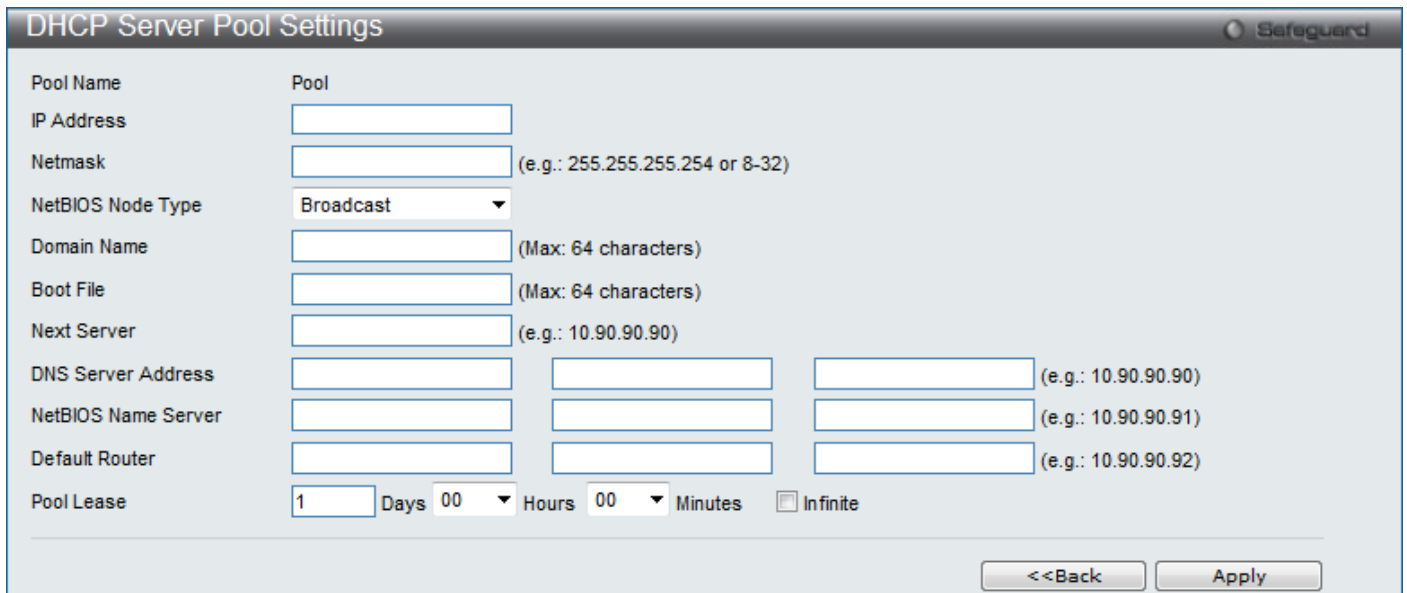 DHCP Server Pool Settings
Safeguard
Pool Name Pool
IP Address
Netmask (e.g.: 255.255.255.254 or 8-32)
NetBIOS Node Type Broadcast
Domain Name (Max: 64 characters)
Boot File (Max: 64 characters)
Next Server (e.g.: 10.90.90.90)
DNS Server Address (e.g.: 10.90.90.90)
NetBIOS Name Server (e.g.: 10.90.90.91)
Default Router (e.g.: 10.90.90.92)
Pool Lease 1 Days 00 Hours 00 Minutes Infinite
<<Back Apply